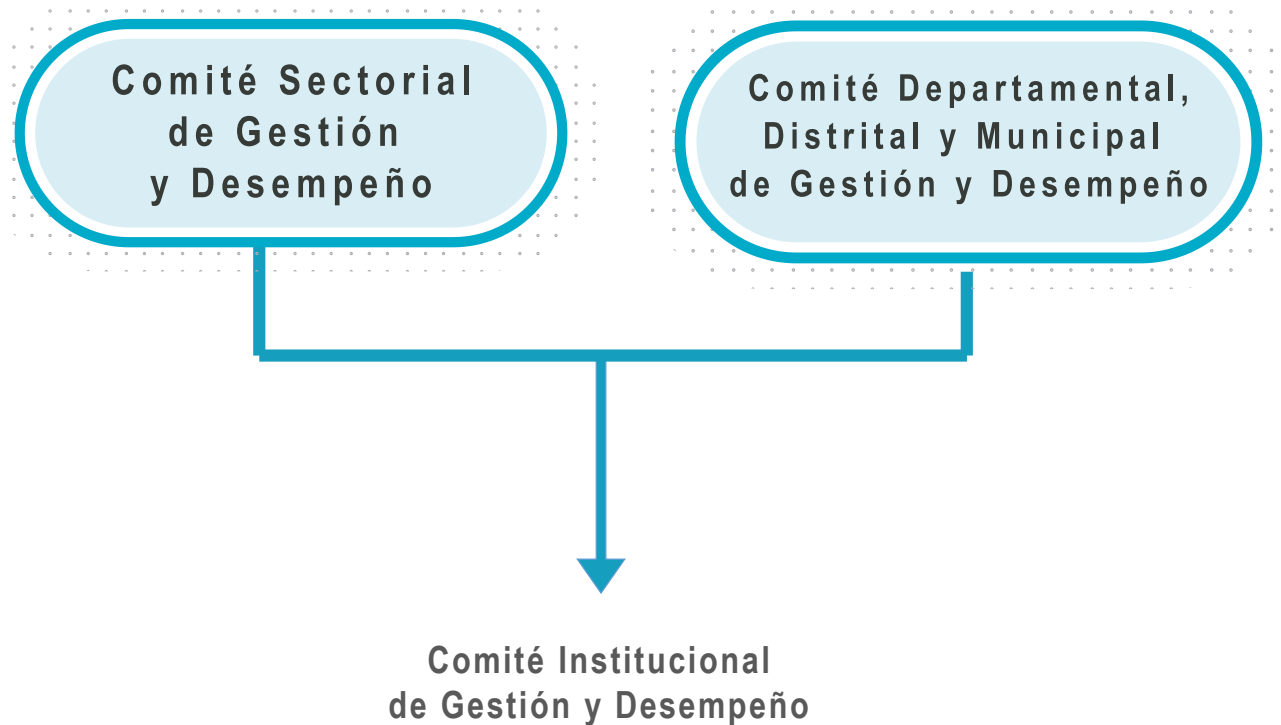 Comité Sectorial
de Gestión
y Desempeño
Comité Departamental,
Distrital y Municipal
de Gestión y Desempeño
Comité Institucional
de Gestión y Desempeño